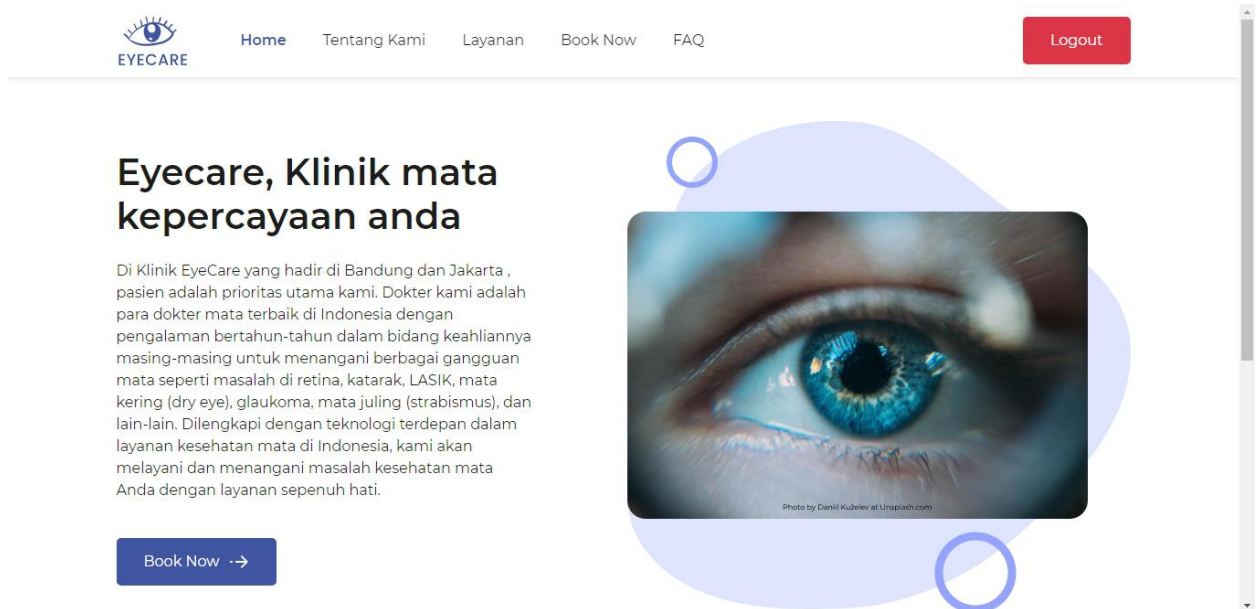 EYECARE
Home
Tentang Kami
Layanan
Book Now
FAQ
Logout
Eyecare, Klinik mata
kepercayaan anda
Di Klinik EyeCare yang hadir di Bandung dan Jakarta ,
pasien adalah prioritas utama kami. Dokter kami adalah
para dokter mata terbaik di Indonesia dengan
pengalaman bertahun-tahun dalam bidang keahliannya
masing-masing untuk menangani berbagai gangguan
mata seperti masalah di retina, katarak, LASIK, mata
kering (dry eye), glaukoma, mata juling (strabismus), dan
lain-lain. Dilengkapi dengan teknologi terdepan dalam
layanan kesehatan mata di Indonesia, kami akan
melayani dan menangani masalah kesehatan mata
Anda dengan layanan sepenuh hati.
Photo by Daniil Kuželev at Unsplash.com
Book Now